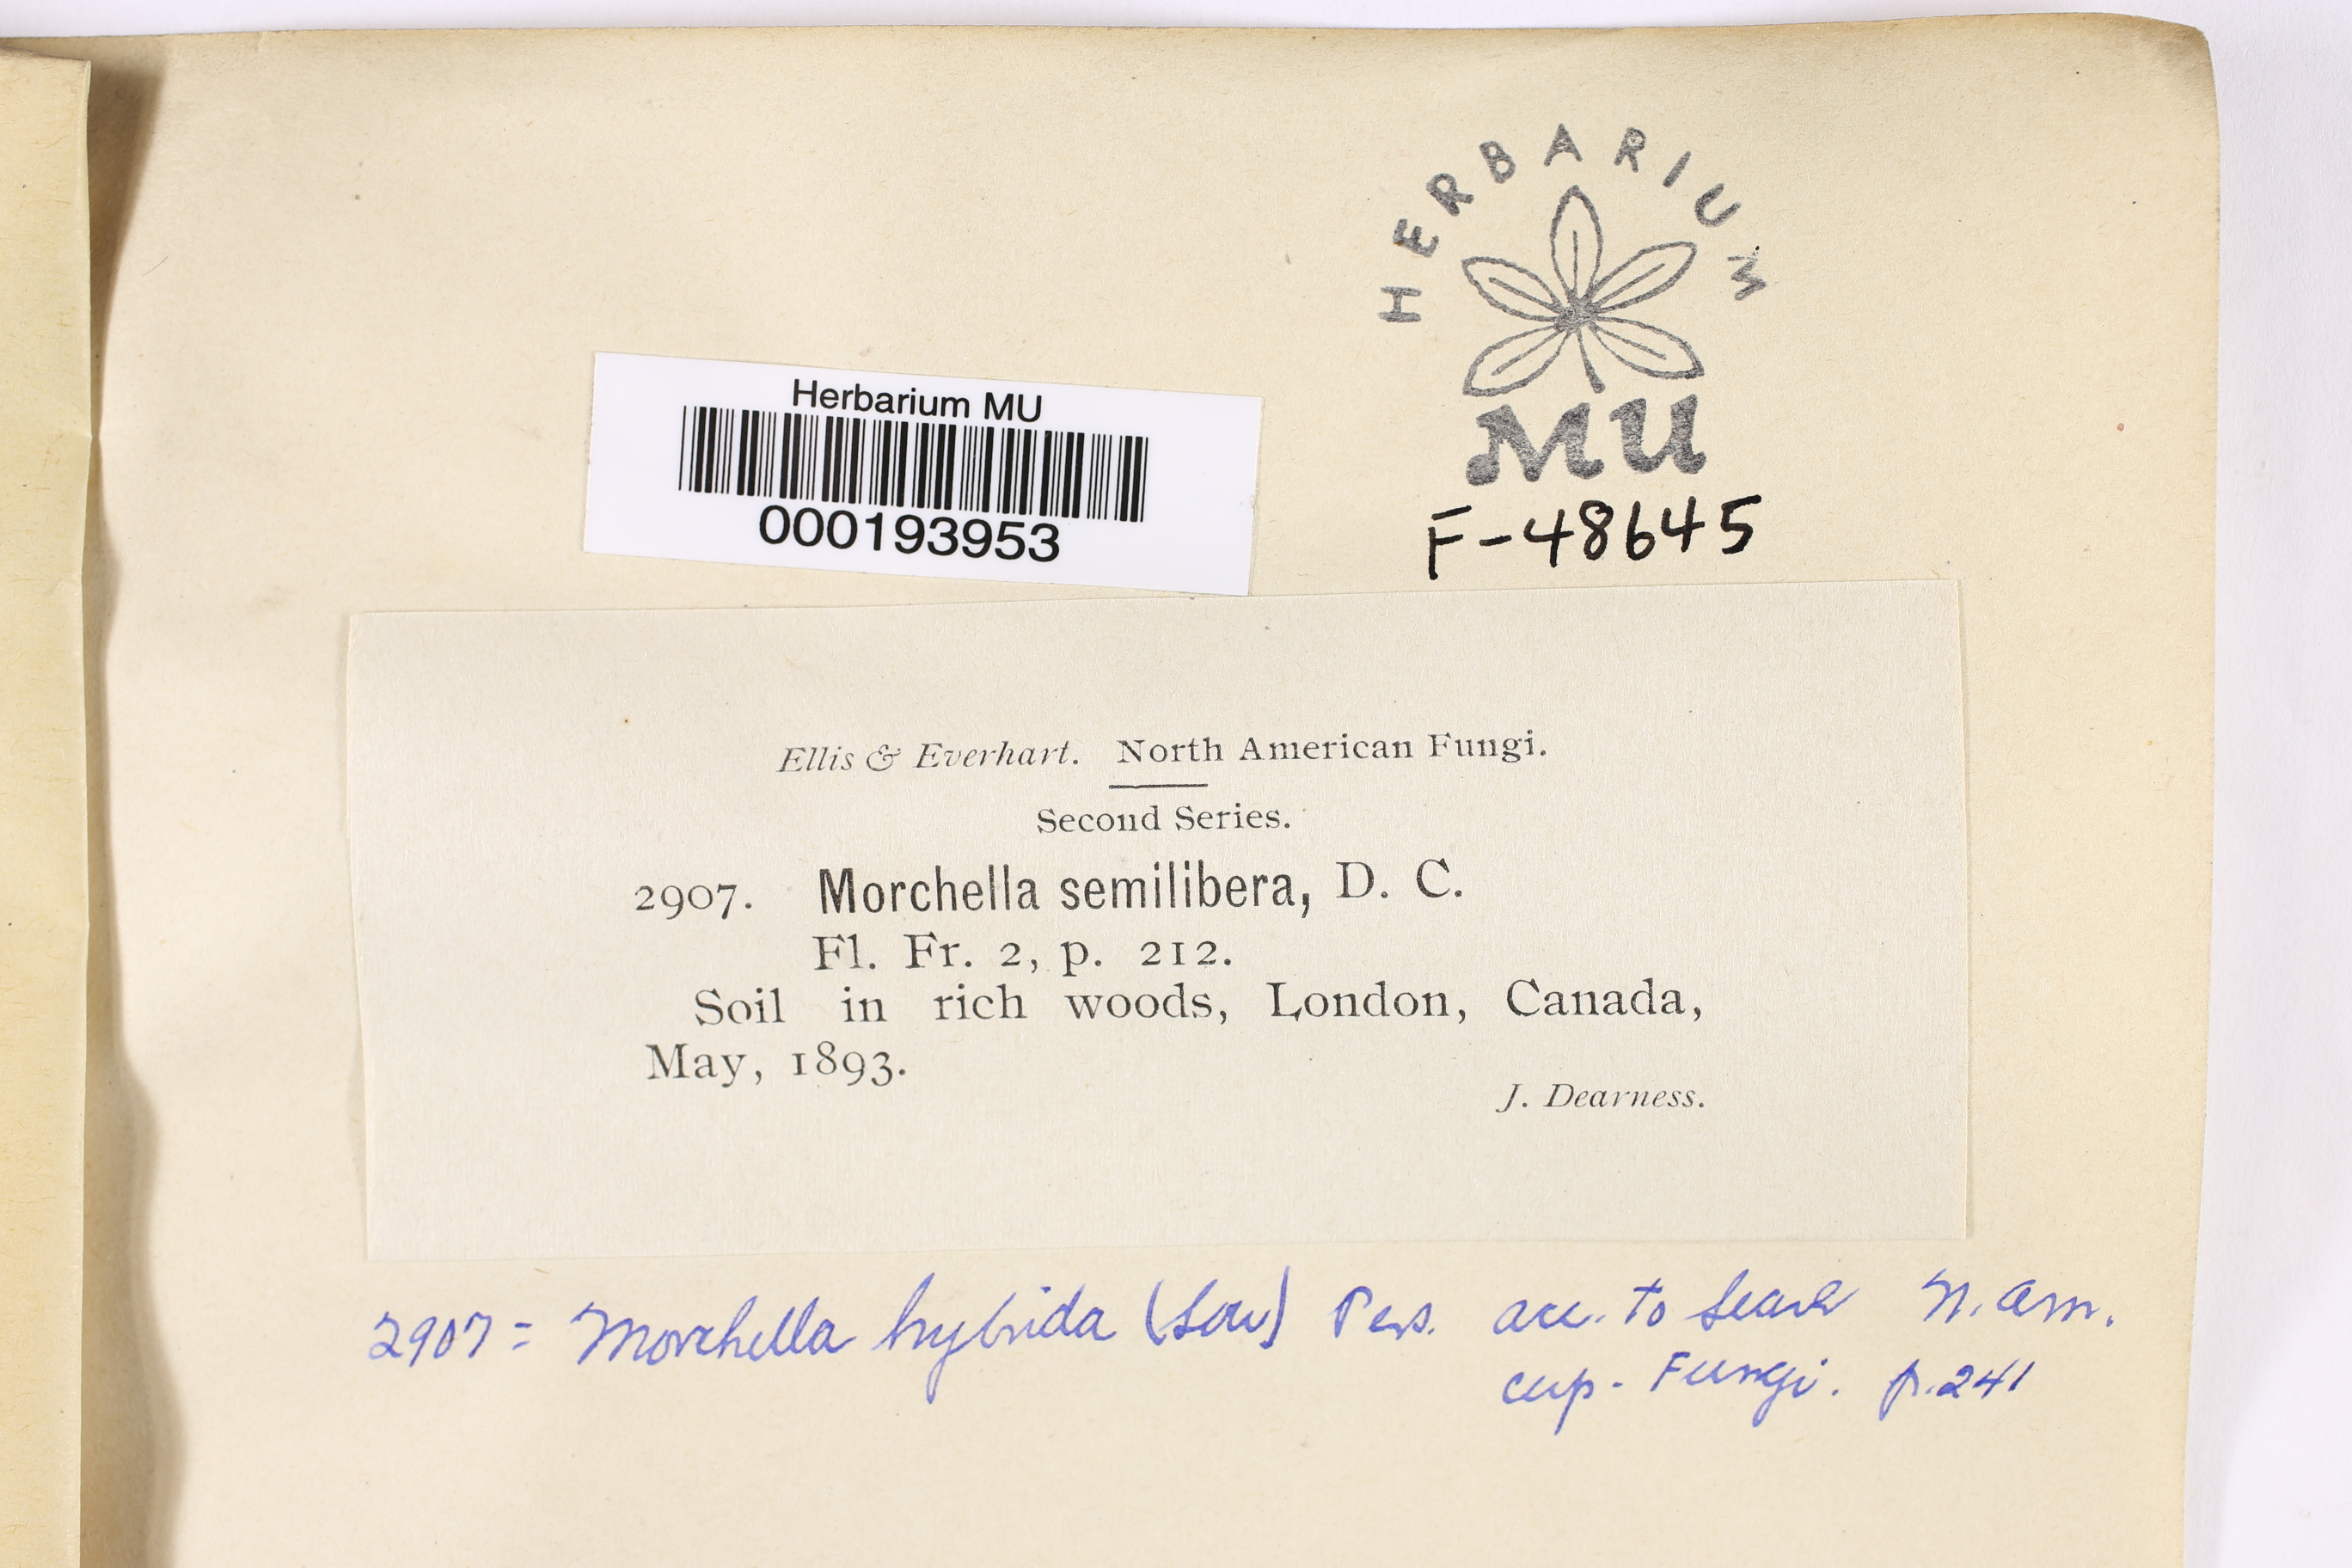 HERBARIUM
MU
F-48645
Herbarium MU
000193953
Ellis & Everhart. North American Fungi.
Second Series.
2907. Morchella semilibera, D. C.
Fl. Fr. 2, p. 212.
Soil in rich woods, London, Canada,
May, 1893.
J. Dearness.
2907 = Morchella hybrida (Sow) Pers. acc. to Seaver N. Am.
cup-Fungi. p. 241